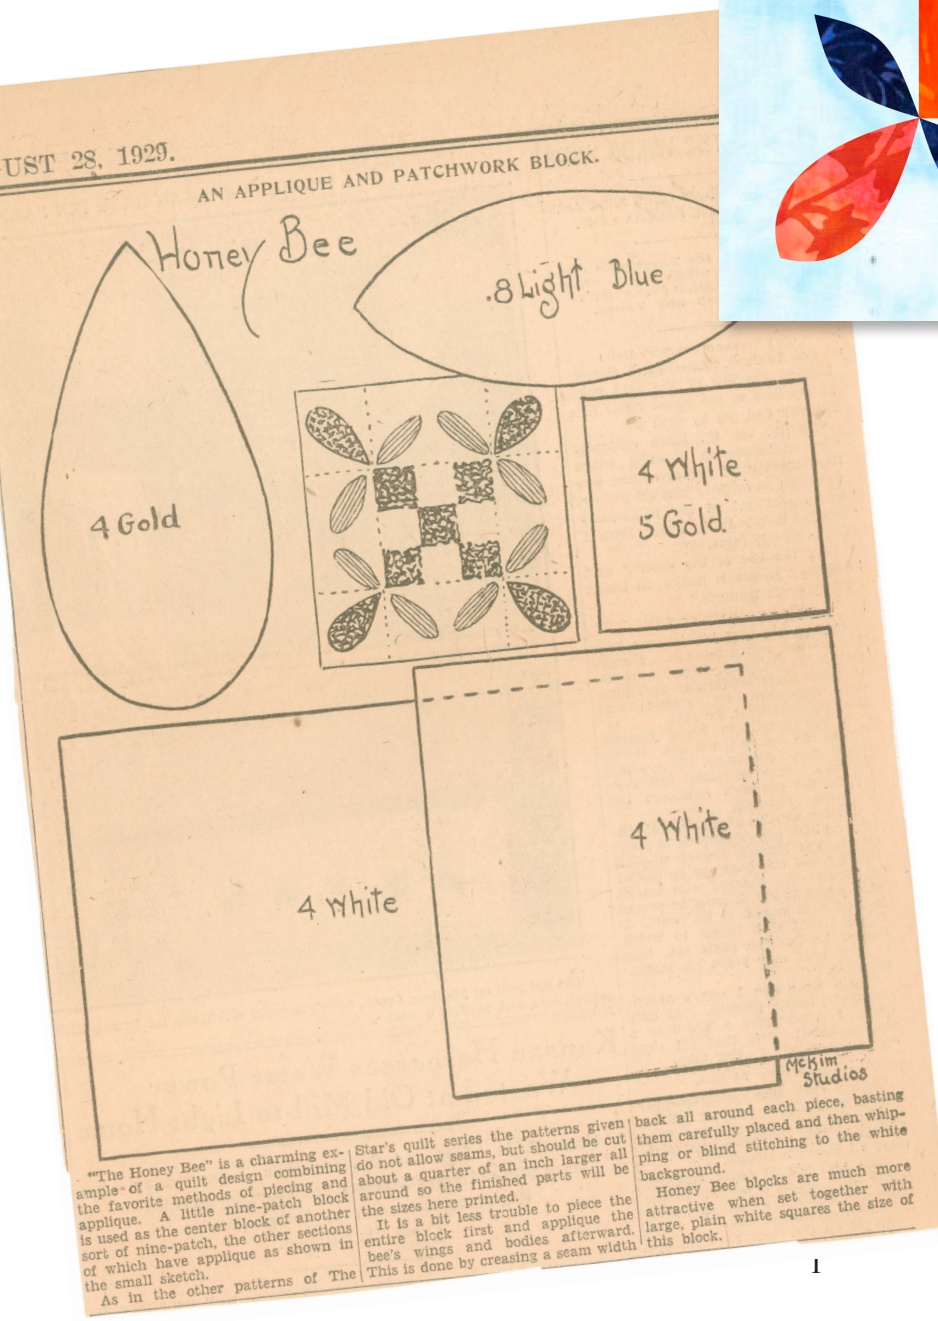 UST 28, 1929.
AN APPLIQUE AND PATCHWORK BLOCK.
Honey Bee
.8 Light Blue
4 White
5 Gold.
4 Gold
4 White
4 White
McKim
Studios
"The Honey Bee" is a charming ex-
ample of a quilt design combining
the favorite methods of piecing and
applique. A little nine-patch block
is used as the center block of another
sort of nine-patch, the other sections
of which have applique as shown in
the small sketch.
As in the other patterns of The
Star's quilt series the patterns given
do not allow seams, but should be cut
about a quarter of an inch larger all
around so the finished parts will be
the sizes here printed.
It is a bit less trouble to piece the
entire block first and applique the
bee's wings and bodies afterward.
This is done by creasing a seam width
back all around each piece, basting
them carefully placed and then whip-
ping or blind stitching to the white
background.
Honey Bee blocks are much more
attractive when set together with
large, plain white squares the size of
this block.
1